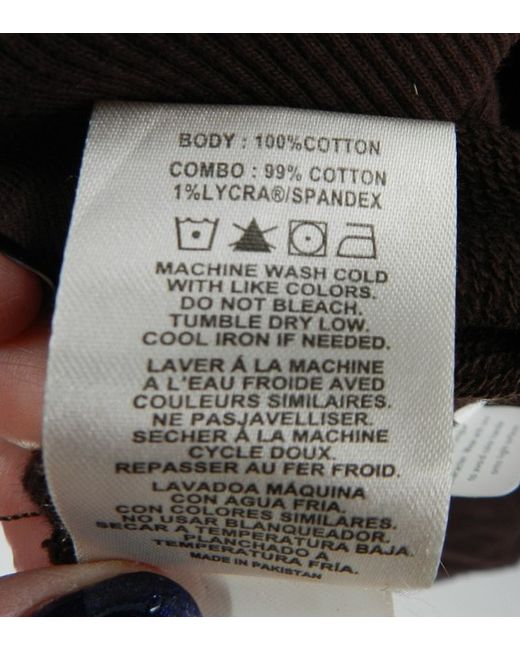 BODY : 100%COTTON
COMBO : 99% COTTON
1%LYCRA®/SPANDEX
MACHINE WASH COLD
WITH LIKE COLORS.
DO NOT BLEACH.
TUMBLE DRY LOW.
COOL IRON IF NEEDED.
LAVER Á LA MACHINE
A L'EAU FROIDE AVED
COULEURS SIMILAIRES.
NE PASJAVELLISER.
SECHER Á LA MACHINE
CYCLE DOUX.
REPASSER AU FER FROID.
LAVADOA MÁQUINA
CON AGUA FRIA.
CON COLORES SIMILARES.
NO USAR BLANQUEADOR.
SECAR A TEMPERATURA BAJA.
PLANCHADO A
TEMPERATURA FRÍA.
MADE IN PAKISTAN